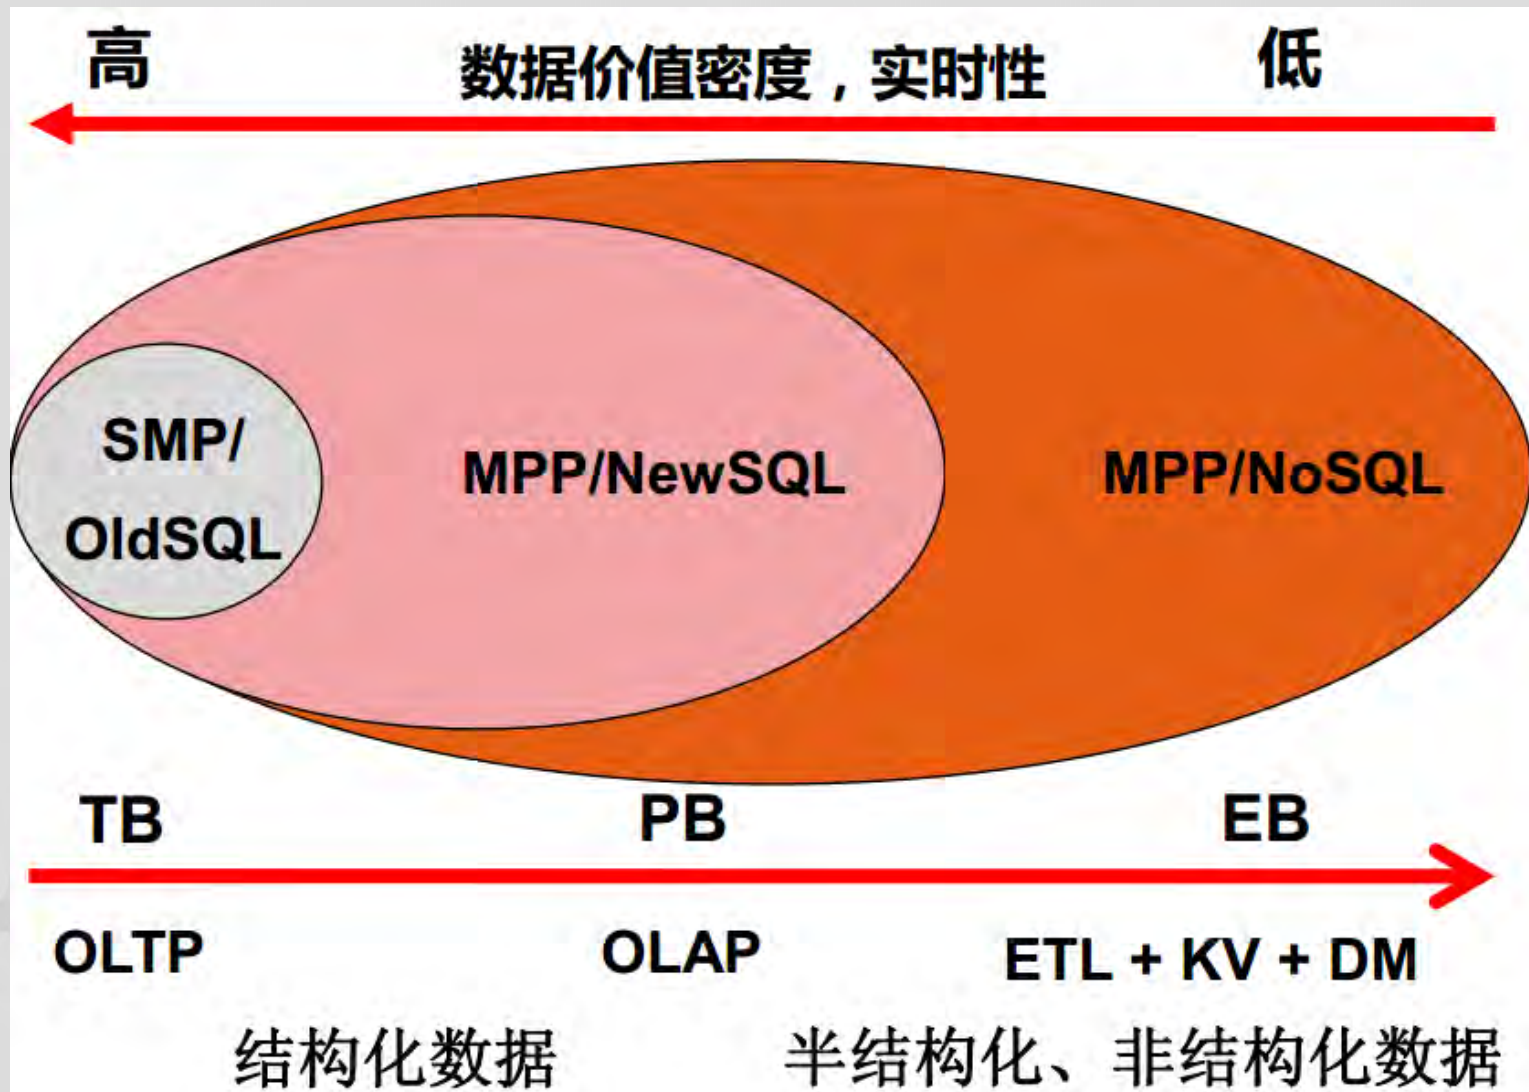 高 数据价值密度，实时性 低
SMP/
OldSQL
MPP/NewSQL
MPP/NoSQL
TB PB EB
OLTP OLAP ETL + KV + DM
结构化数据 半结构化、非结构化数据